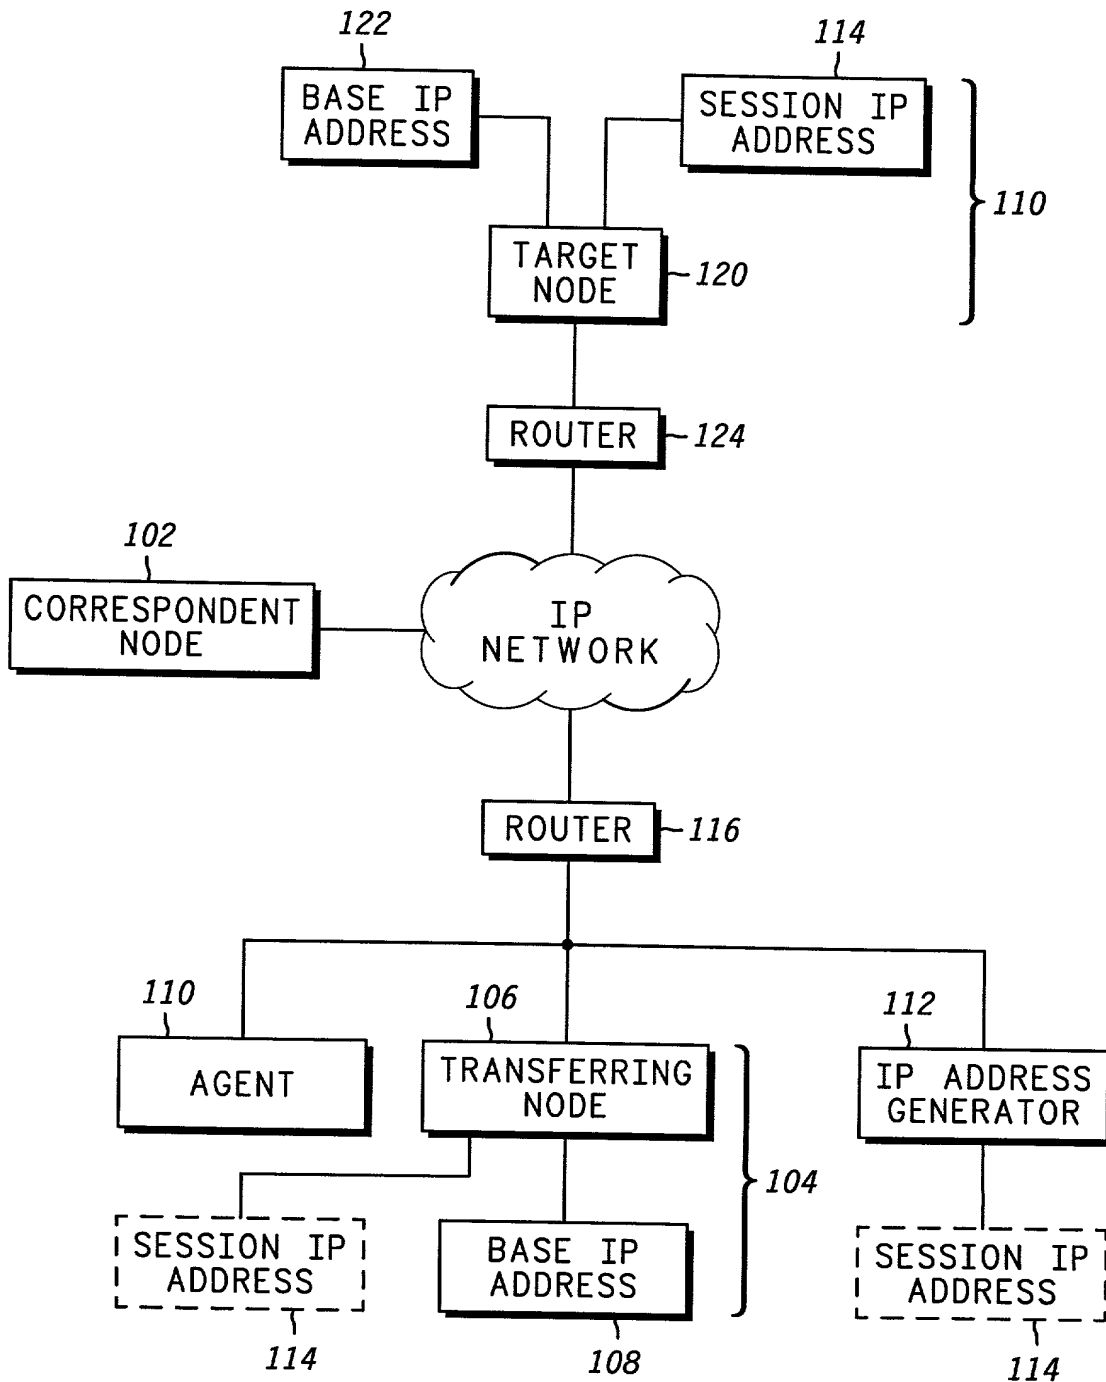 122
114
BASE IP
ADDRESS
SESSION IP
ADDRESS
110
TARGET
NODE
120
ROUTER
124
102
CORRESPONDENT
NODE
IP
NETWORK
ROUTER
116
110
106
112
AGENT
TRANSFERRING
NODE
IP ADDRESS
GENERATOR
104
SESSION IP
ADDRESS
BASE IP
ADDRESS
SESSION IP
ADDRESS
114
108
114